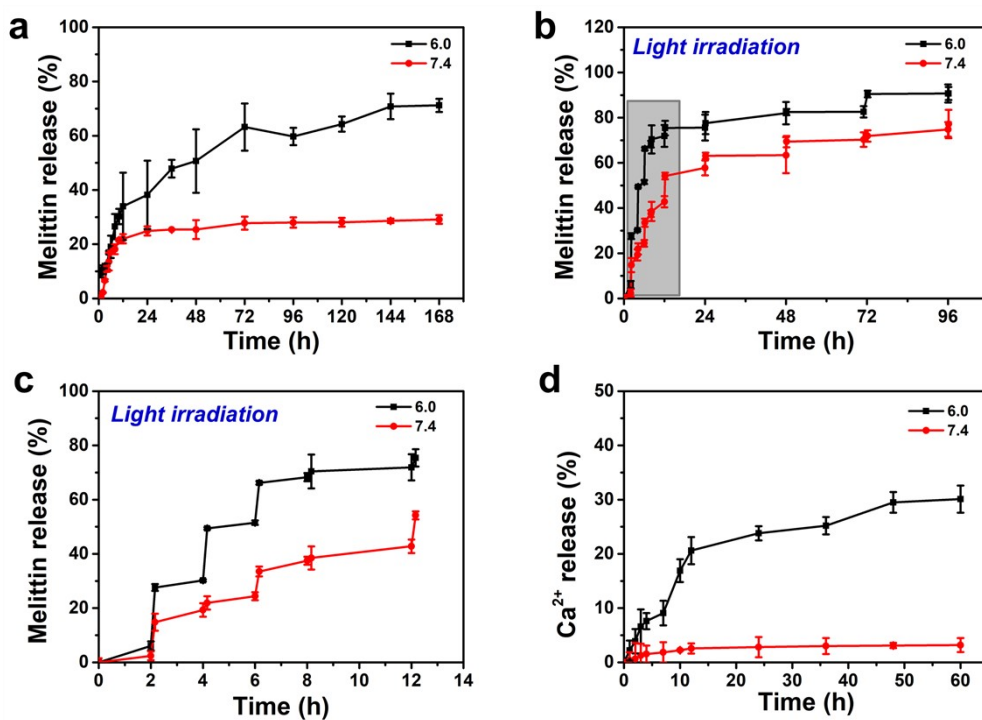 a
6.0
7.4
Melittin release (%)
80
60
40
20
0
0 24 48 72 96 120 144 168
Time (h)
b
Light irradiation
6.0
7.4
Melittin release (%)
120
100
80
60
40
20
0
0 24 48 72 96
Time (h)
c
Light irradiation
6.0
7.4
Melittin release (%)
100
80
60
40
20
0
0 2 4 6 8 10 12 14
Time (h)
d
6.0
7.4
Ca²⁺ release (%)
50
40
30
20
10
0
0 10 20 30 40 50 60
Time (h)